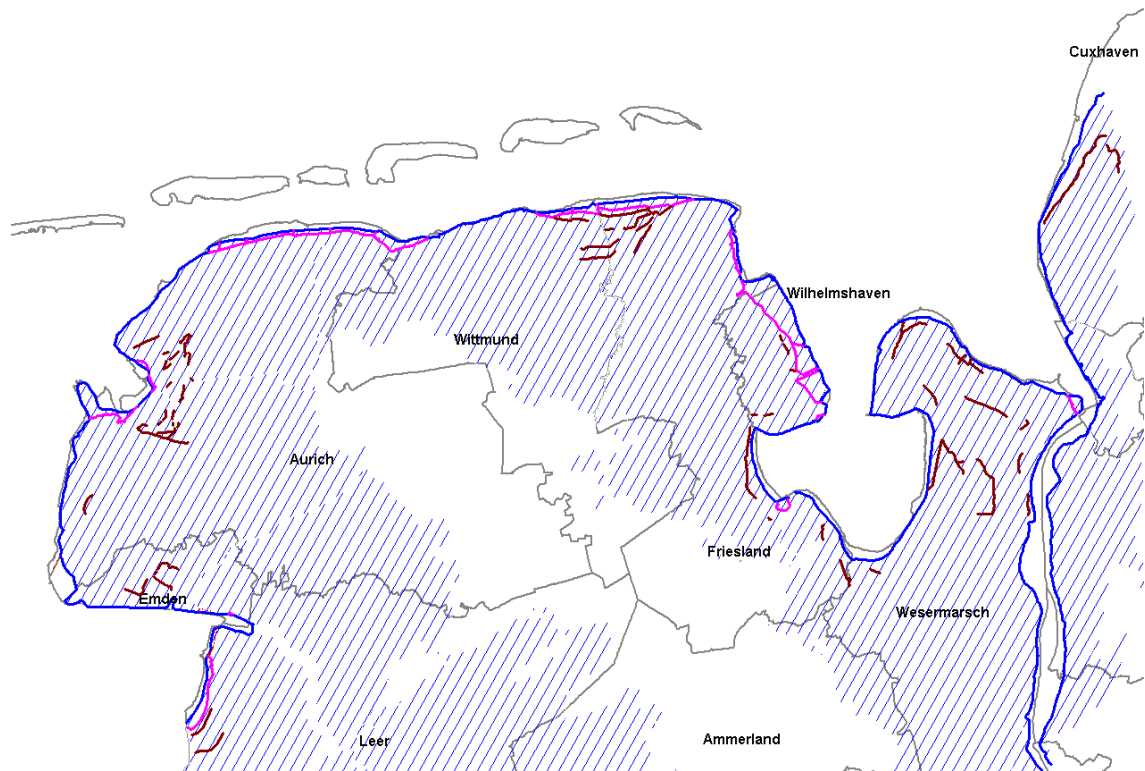 Cuxhaven
Wilhelmshaven
Wittmund
Aurich
Friesland
Emden
Wesermarsch
Leer
Ammerland